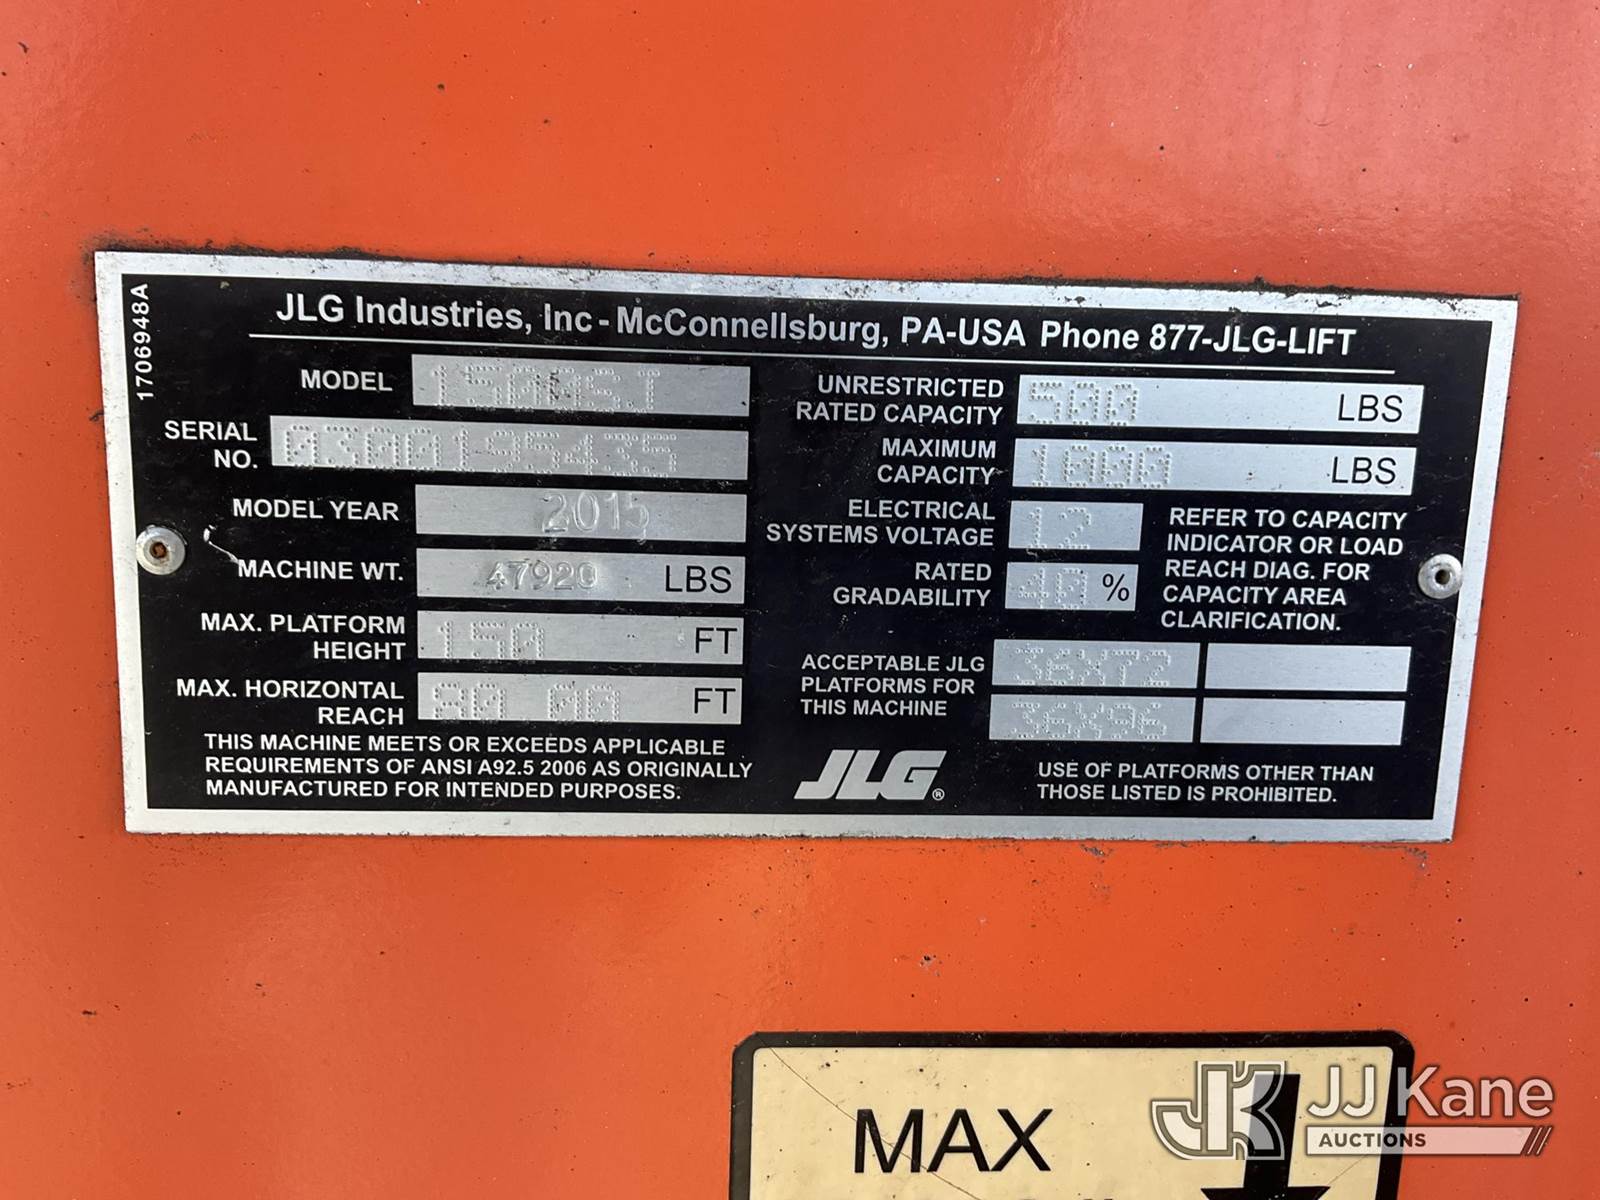 1706948A
JLG Industries, Inc - McConnellsburg, PA-USA Phone 877-JLG-LIFT
MODEL 1500SJ
SERIAL NO. 0300195435
MODEL YEAR 2015
MACHINE WT. 47920 LBS
MAX. PLATFORM HEIGHT 150 FT
MAX. HORIZONTAL REACH 80.00 FT
THIS MACHINE MEETS OR EXCEEDS APPLICABLE
REQUIREMENTS OF ANSI A92.5 2006 AS ORIGINALLY
MANUFACTURED FOR INTENDED PURPOSES.
UNRESTRICTED RATED CAPACITY 500 LBS
MAXIMUM CAPACITY 1000 LBS
ELECTRICAL SYSTEMS VOLTAGE 12
RATED GRADABILITY 40 %
REFER TO CAPACITY
INDICATOR OR LOAD
REACH DIAG. FOR
CAPACITY AREA
CLARIFICATION.
ACCEPTABLE JLG
PLATFORMS FOR
THIS MACHINE
36X72
36X96
JLG®
USE OF PLATFORMS OTHER THAN
THOSE LISTED IS PROHIBITED.
MAX
JK JJ Kane
AUCTIONS